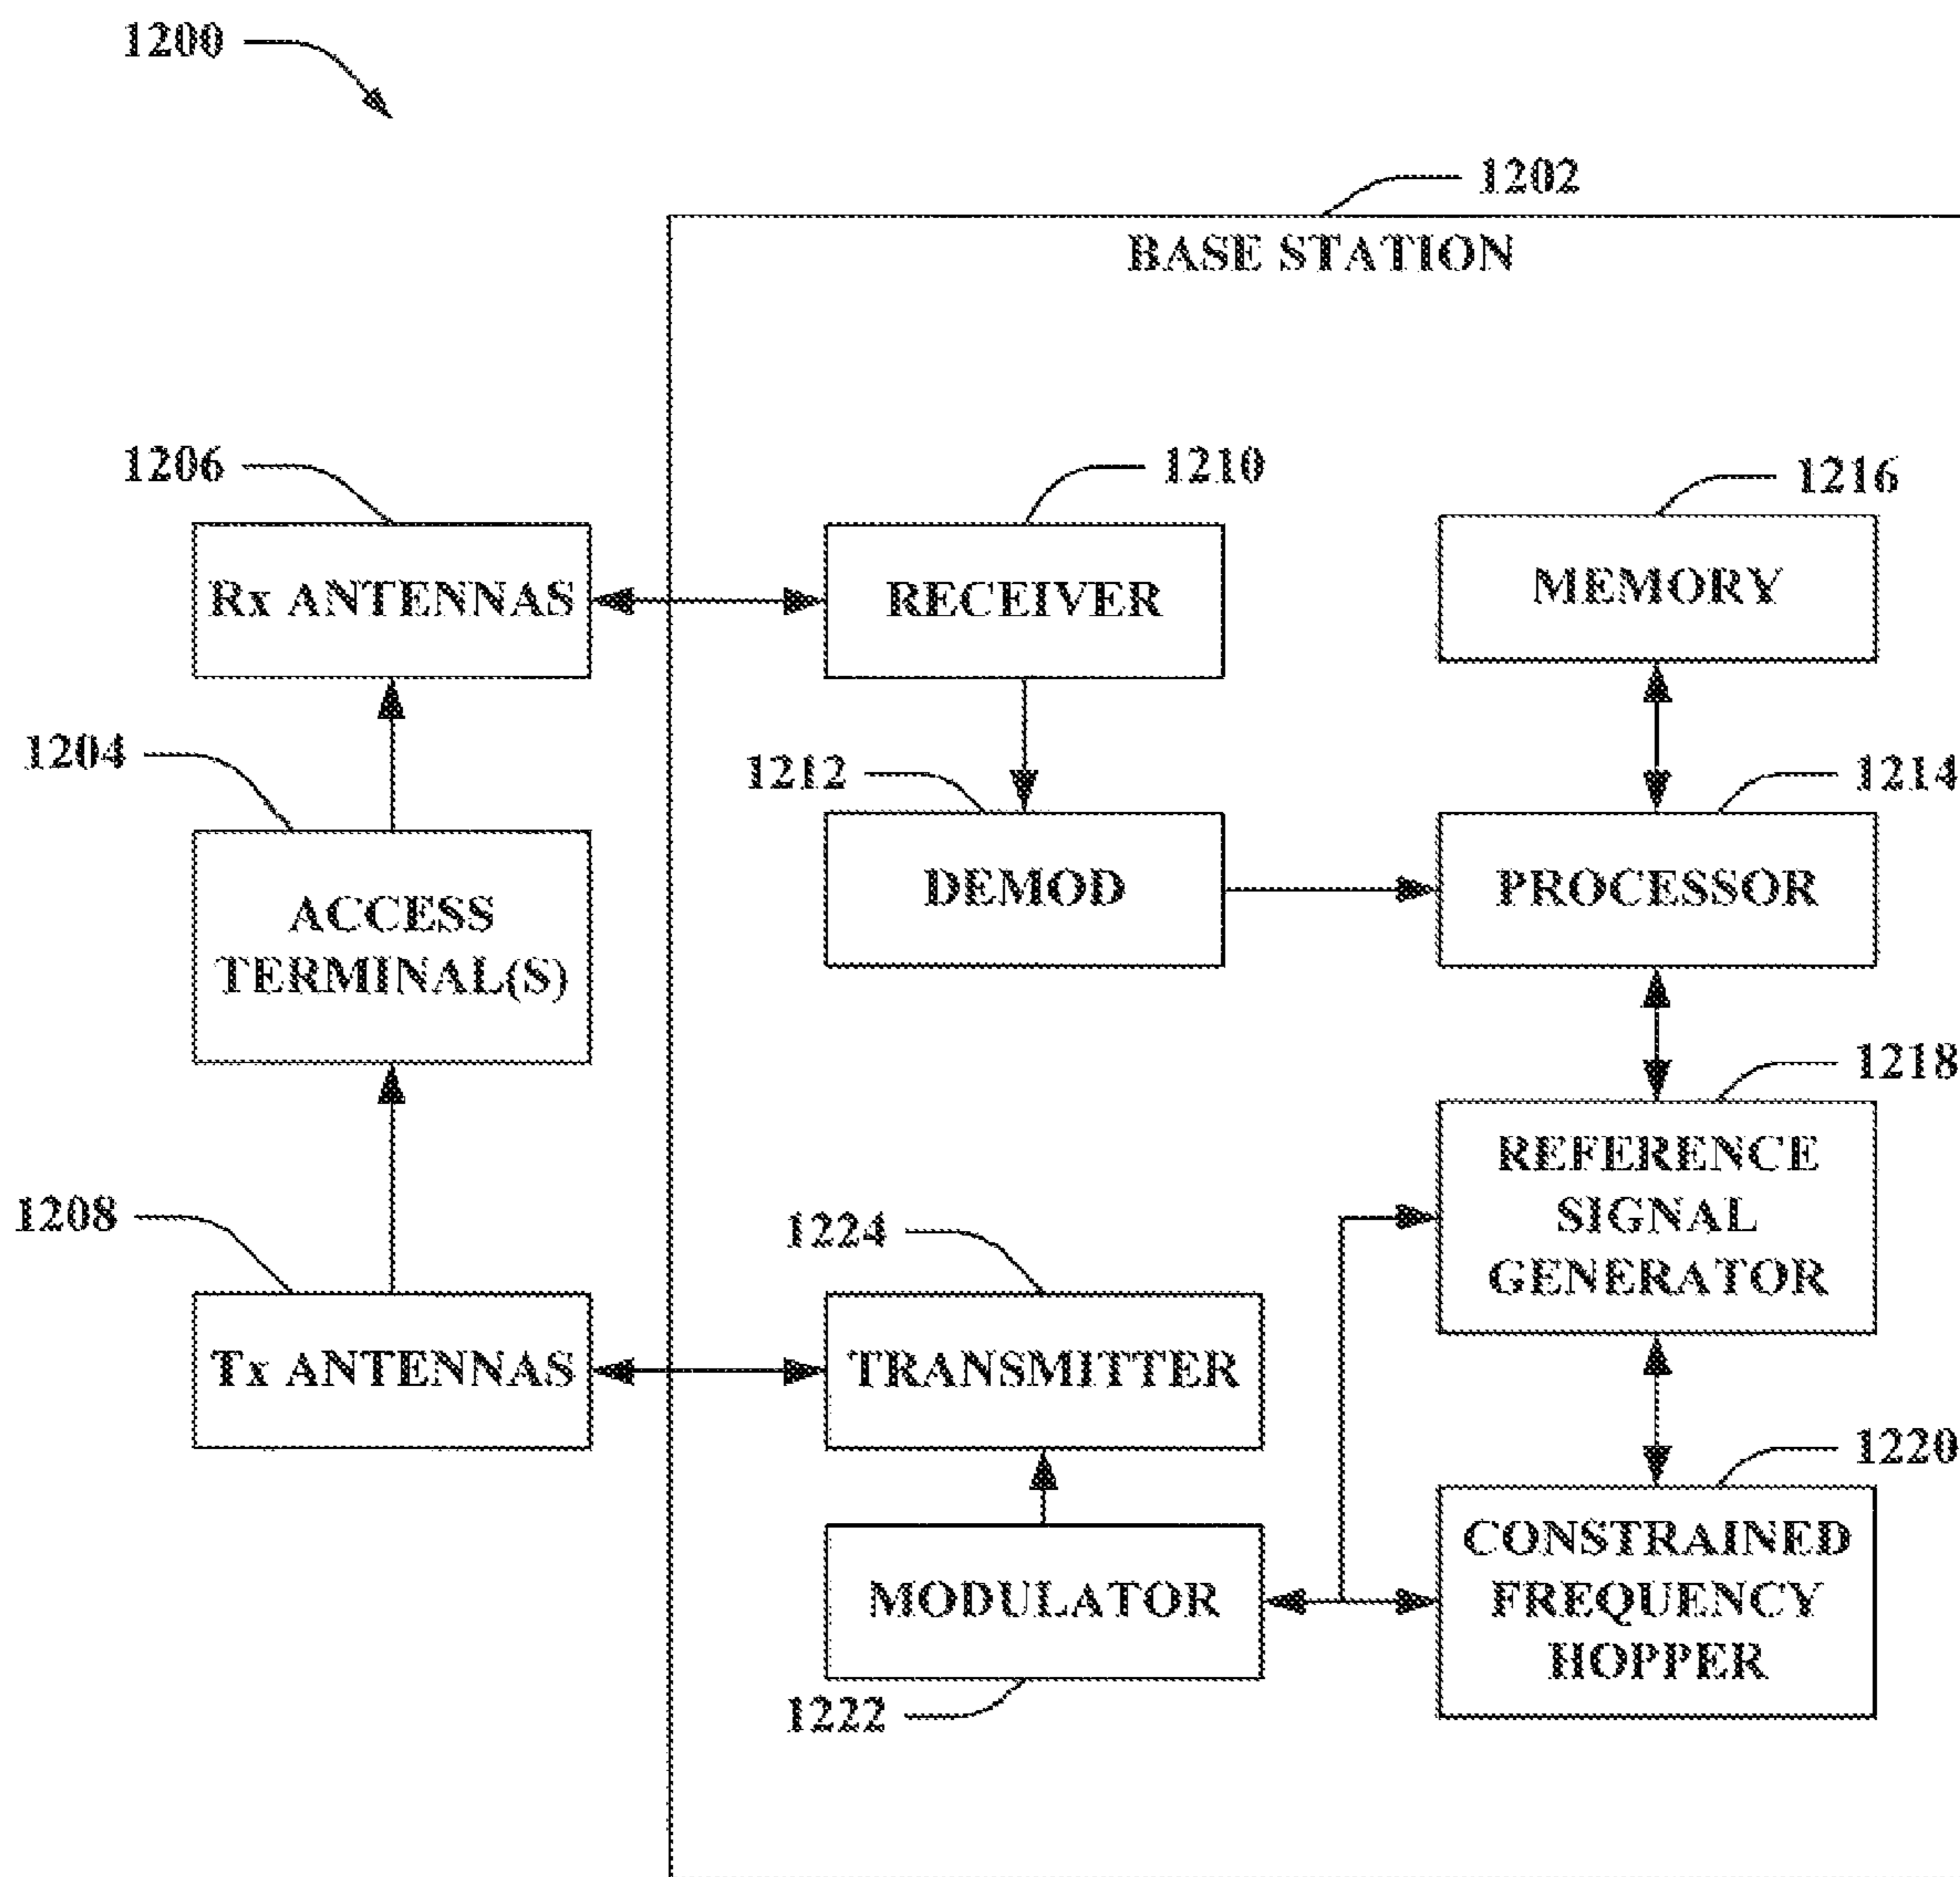 1200
1202
BASE STATION
1206
1210
1216
Rx ANTENNAS
RECEIVER
MEMORY
1204
1212
1214
ACCESS
TERMINAL(S)
DEMOD
PROCESSOR
1218
1208
1224
REFERENCE
SIGNAL
GENERATOR
Tx ANTENNAS
TRANSMITTER
1220
MODULATOR
CONSTRAINED
FREQUENCY
HOPPER
1222